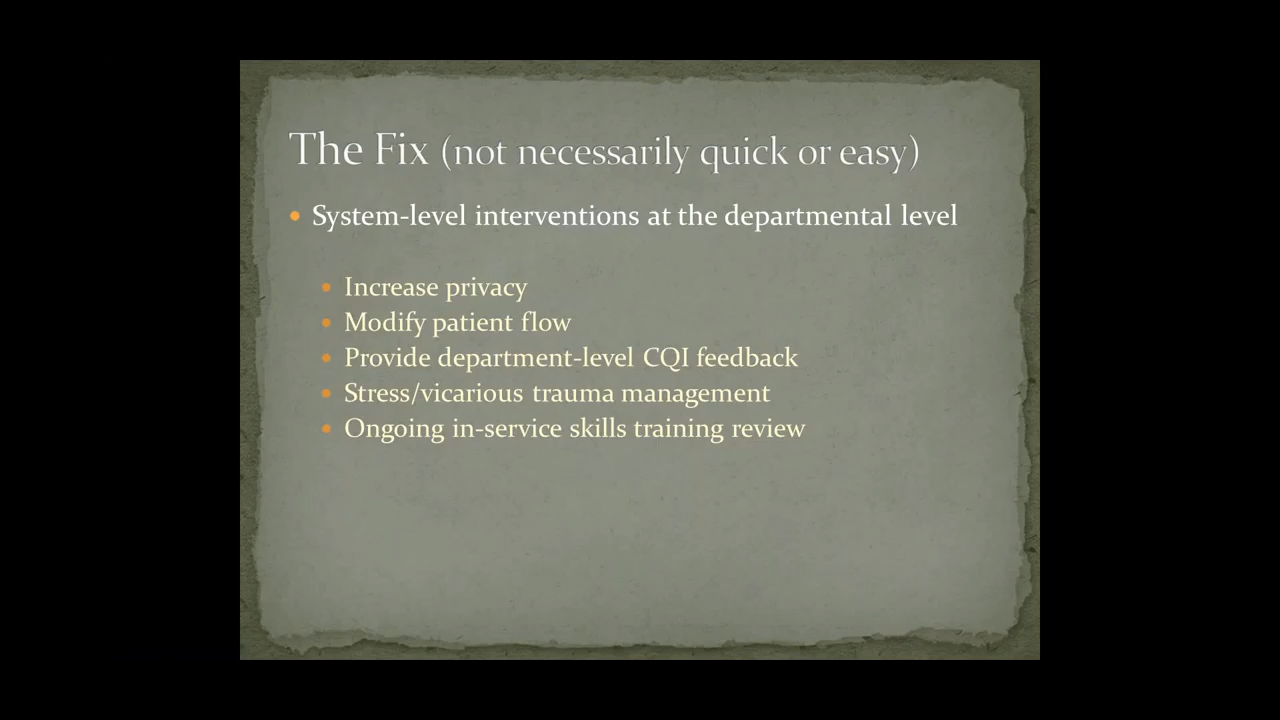 The Fix (not necessarily quick or easy)
System-level interventions at the departmental level
Increase privacy
Modify patient flow
Provide department-level CQI feedback
Stress/vicarious trauma management
Ongoing in-service skills training review